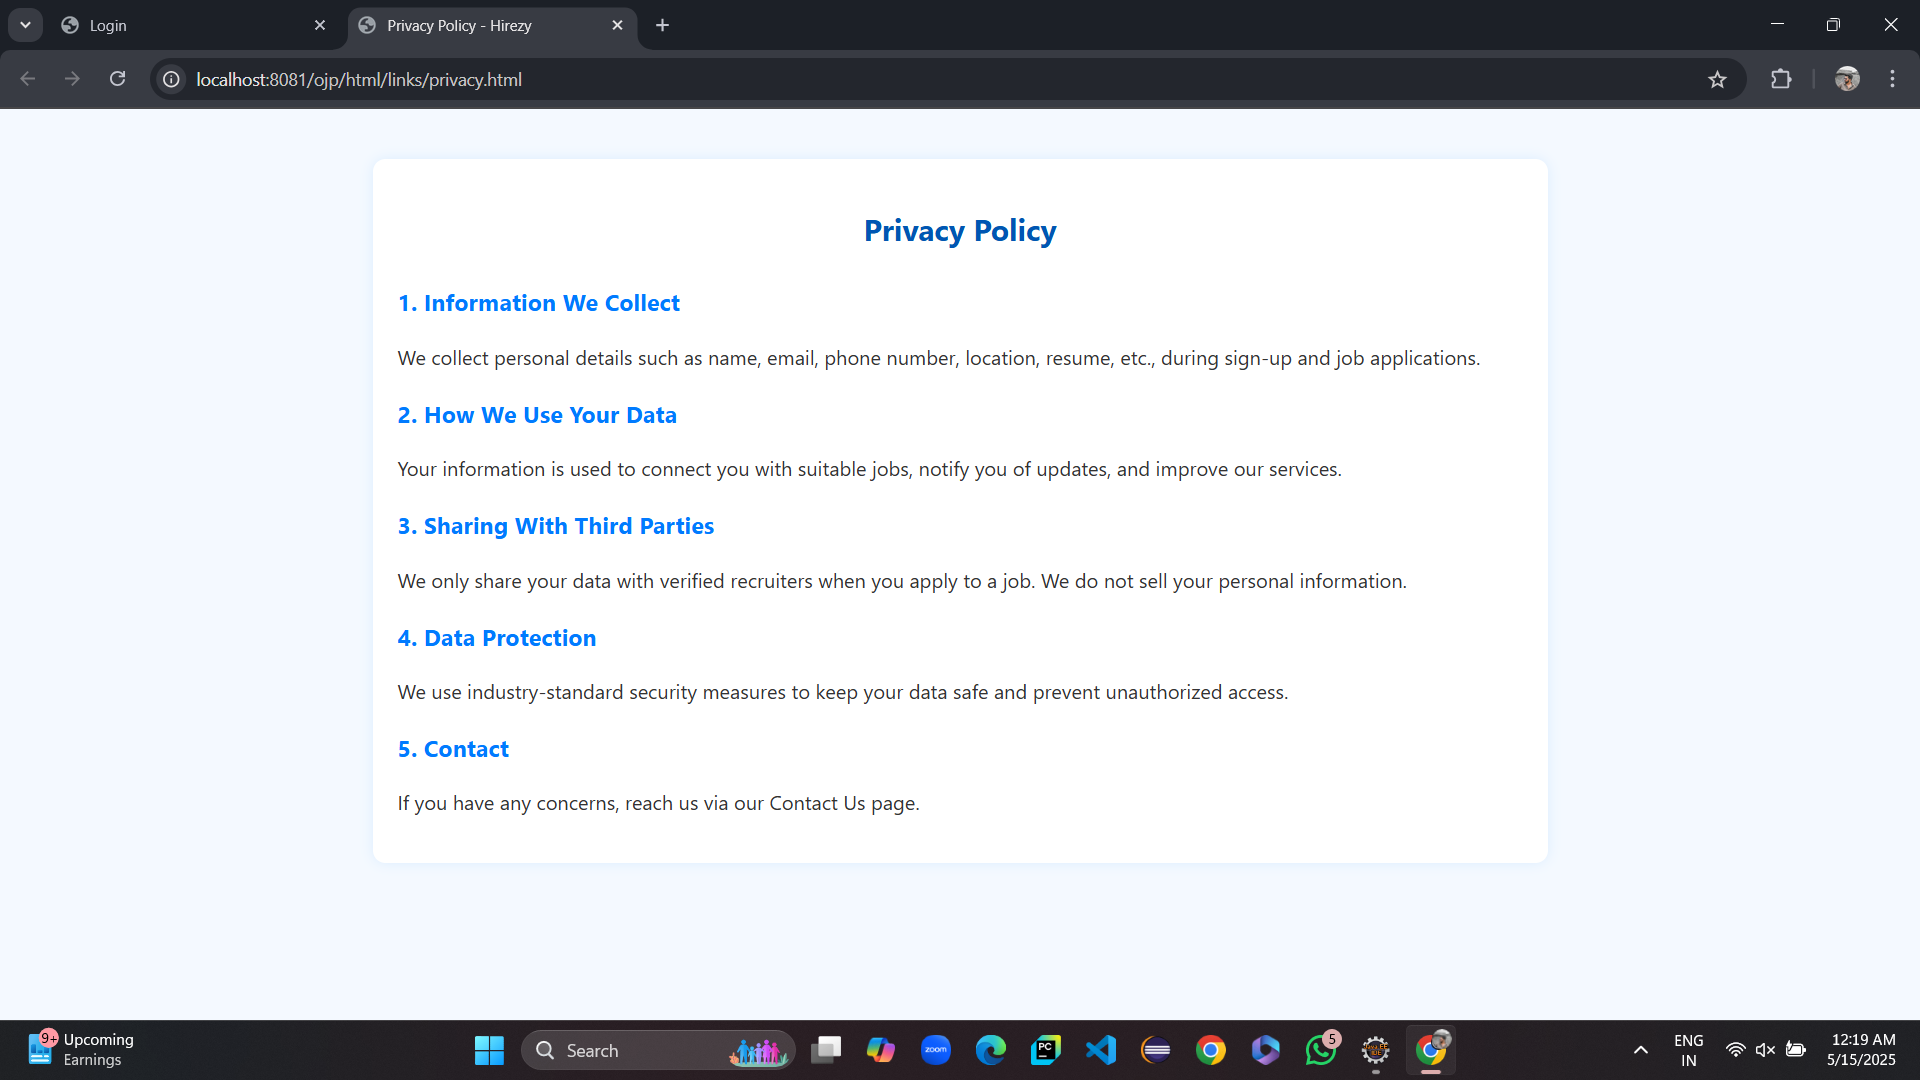 Login
Privacy Policy - Hirezy
localhost:8081/ojp/html/links/privacy.html
Privacy Policy
1. Information We Collect
We collect personal details such as name, email, phone number, location, resume, etc., during sign-up and job applications.
2. How We Use Your Data
Your information is used to connect you with suitable jobs, notify you of updates, and improve our services.
3. Sharing With Third Parties
We only share your data with verified recruiters when you apply to a job. We do not sell your personal information.
4. Data Protection
We use industry-standard security measures to keep your data safe and prevent unauthorized access.
5. Contact
If you have any concerns, reach us via our Contact Us page.
9+
Upcoming
Earnings
Search
zoom
PC
5
ENG
IN
12:19 AM
5/15/2025